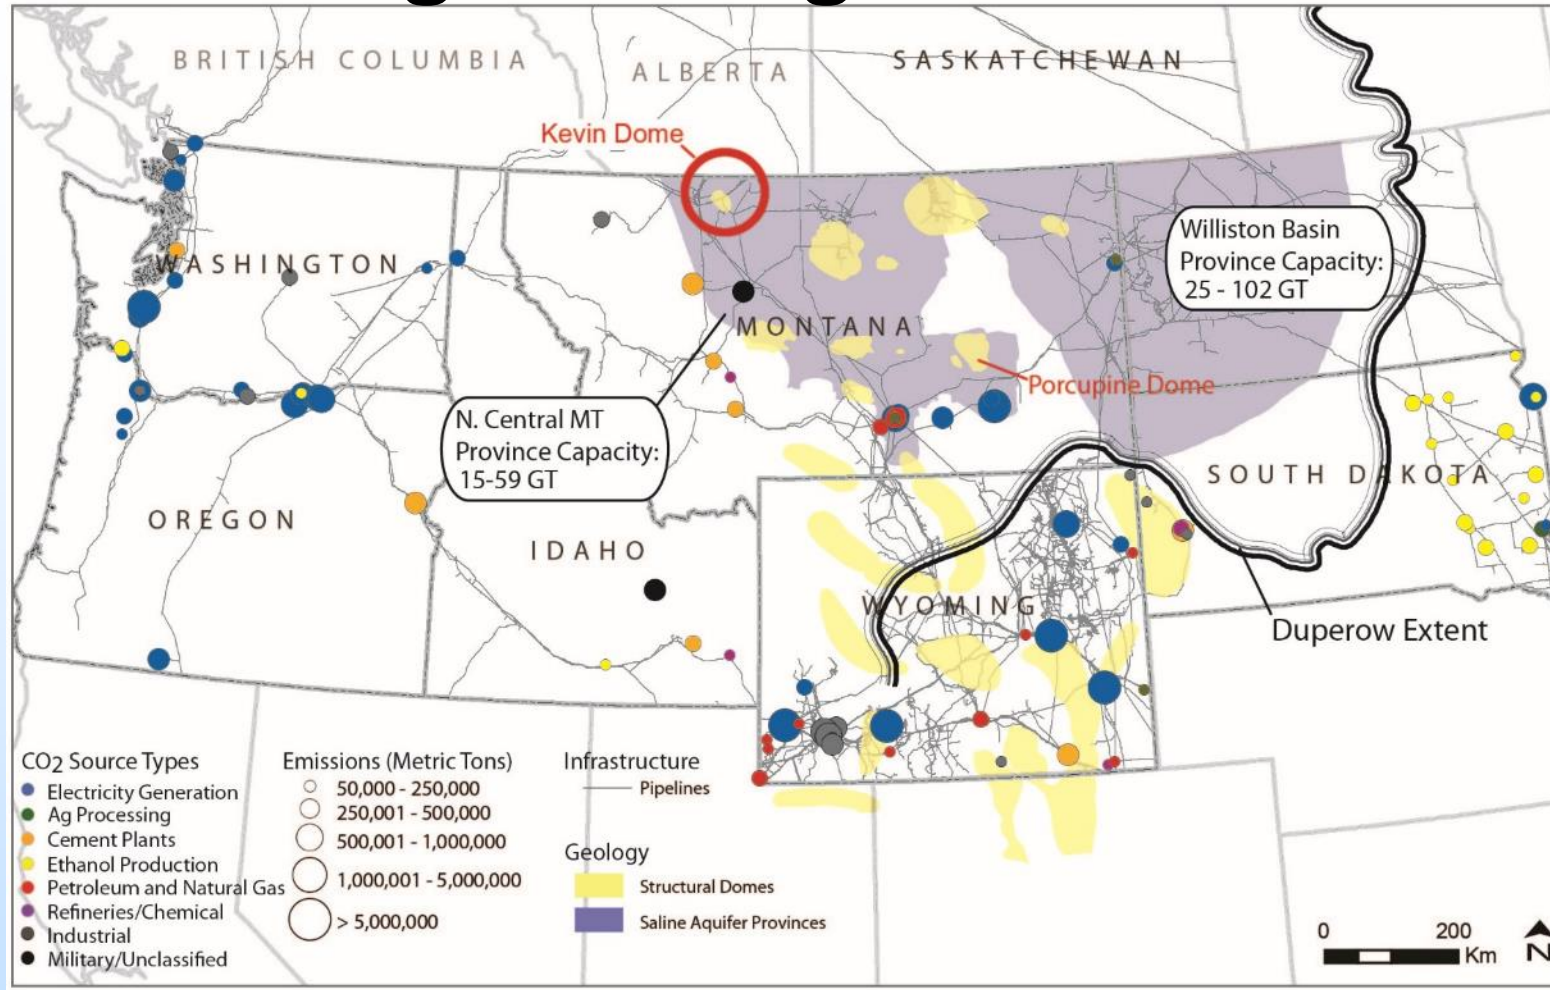 BRITISH COLUMBIA
ALBERTA
SASKATCHEWAN
Kevin Dome
WASHINGTON
MONTANA
Williston Basin
Province Capacity:
25 - 102 GT
Porcupine Dome
N. Central MT
Province Capacity:
15-59 GT
SOUTH DAKOTA
OREGON
IDAHO
WYOMING
Duperow Extent
CO2 Source Types
Electricity Generation
Ag Processing
Cement Plants
Ethanol Production
Petroleum and Natural Gas
Refineries/Chemical
Industrial
Military/Unclassified
Emissions (Metric Tons)
50,000 - 250,000
250,001 - 500,000
500,001 - 1,000,000
1,000,001 - 5,000,000
> 5,000,000
Infrastructure
Pipelines
Geology
Structural Domes
Saline Aquifer Provinces
0 200
Km
N